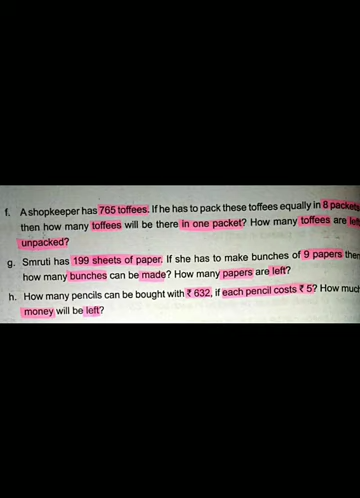 f. A shopkeeper has 765 toffees. If he has to pack these toffees equally in 8 packets
then how many toffees will be there in one packet? How many toffees are left
unpacked?
g. Smruti has 199 sheets of paper. If she has to make bunches of 9 papers then
how many bunches can be made? How many papers are left?
h. How many pencils can be bought with ₹ 632, if each pencil costs ₹ 5? How much
money will be left?